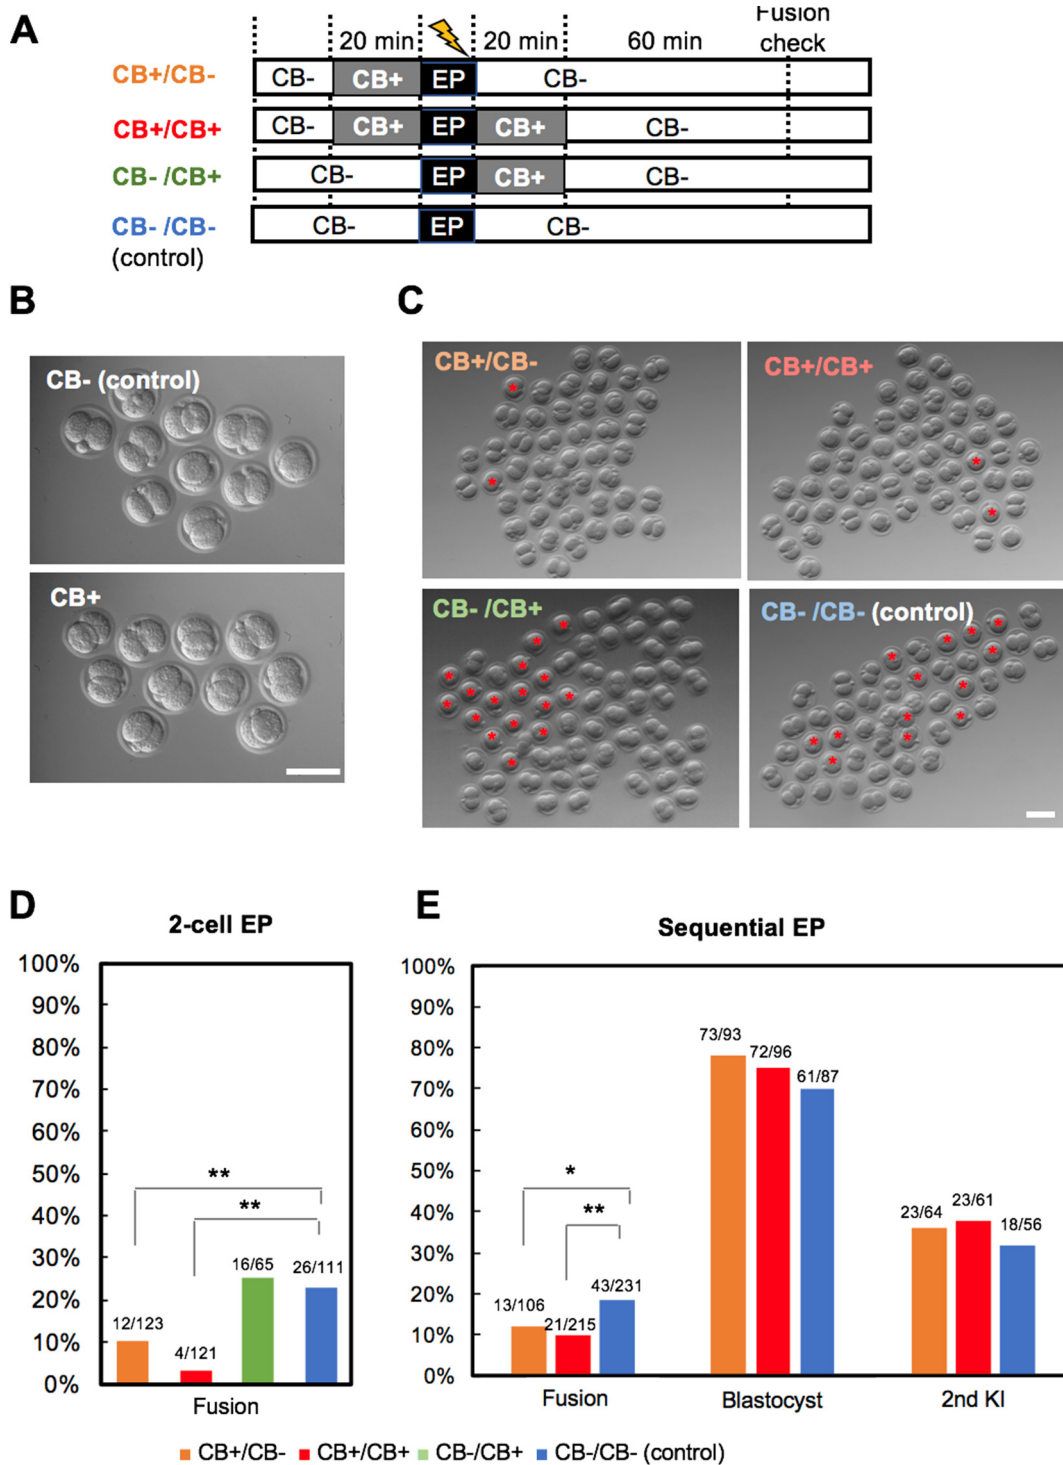 A
Fusion
20 min 20 min 60 min check
CB+/CB- CB- CB+ EP CB-
CB+/CB+ CB- CB+ EP CB+ CB-
CB- /CB+ CB- EP CB+ CB-
CB- /CB- CB- EP CB-
(control)
B
CB- (control)
CB+
C
CB+/CB-
CB+/CB+
CB- /CB+
CB- /CB- (control)
D
2-cell EP
100%
90%
80%
70%
60%
50%
40%
30%
20%
10%
0%
**
**
12/123
4/121
16/65
26/111
Fusion
E
Sequential EP
100%
90%
80%
70%
60%
50%
40%
30%
20%
10%
0%
*
**
13/106
21/215
43/231
73/93
72/96
61/87
23/64
23/61
18/56
Fusion Blastocyst 2nd KI
CB+/CB- CB+/CB+ CB-/CB+ CB-/CB- (control)